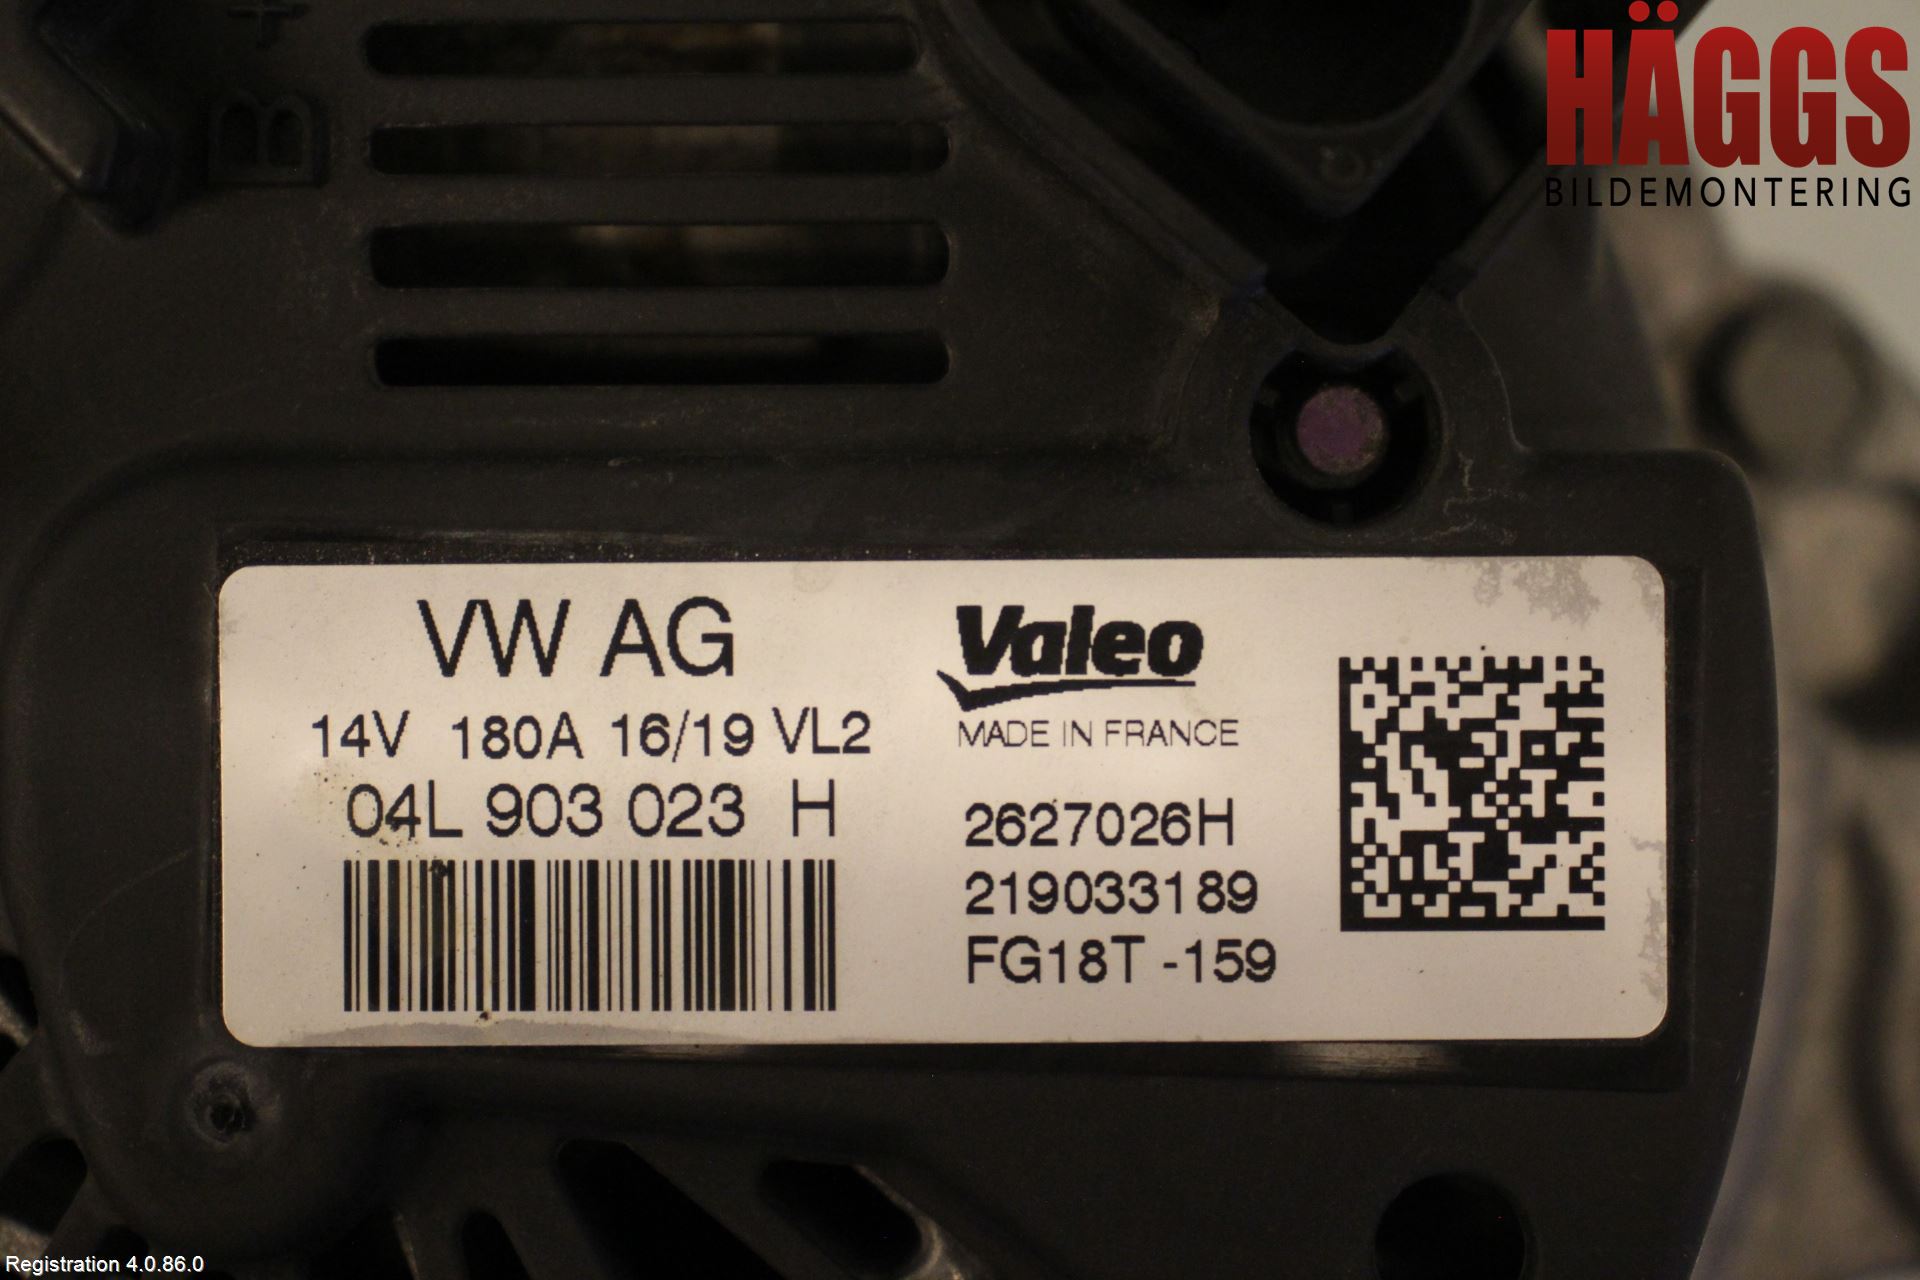 B+
HÄGGS
BILDEMONTERING
VW AG
14V 180A 16/19 VL2
04L 903 023 H
Valeo
MADE IN FRANCE
2627026H
219033189
FG18T -159
Registration 4.0.86.0